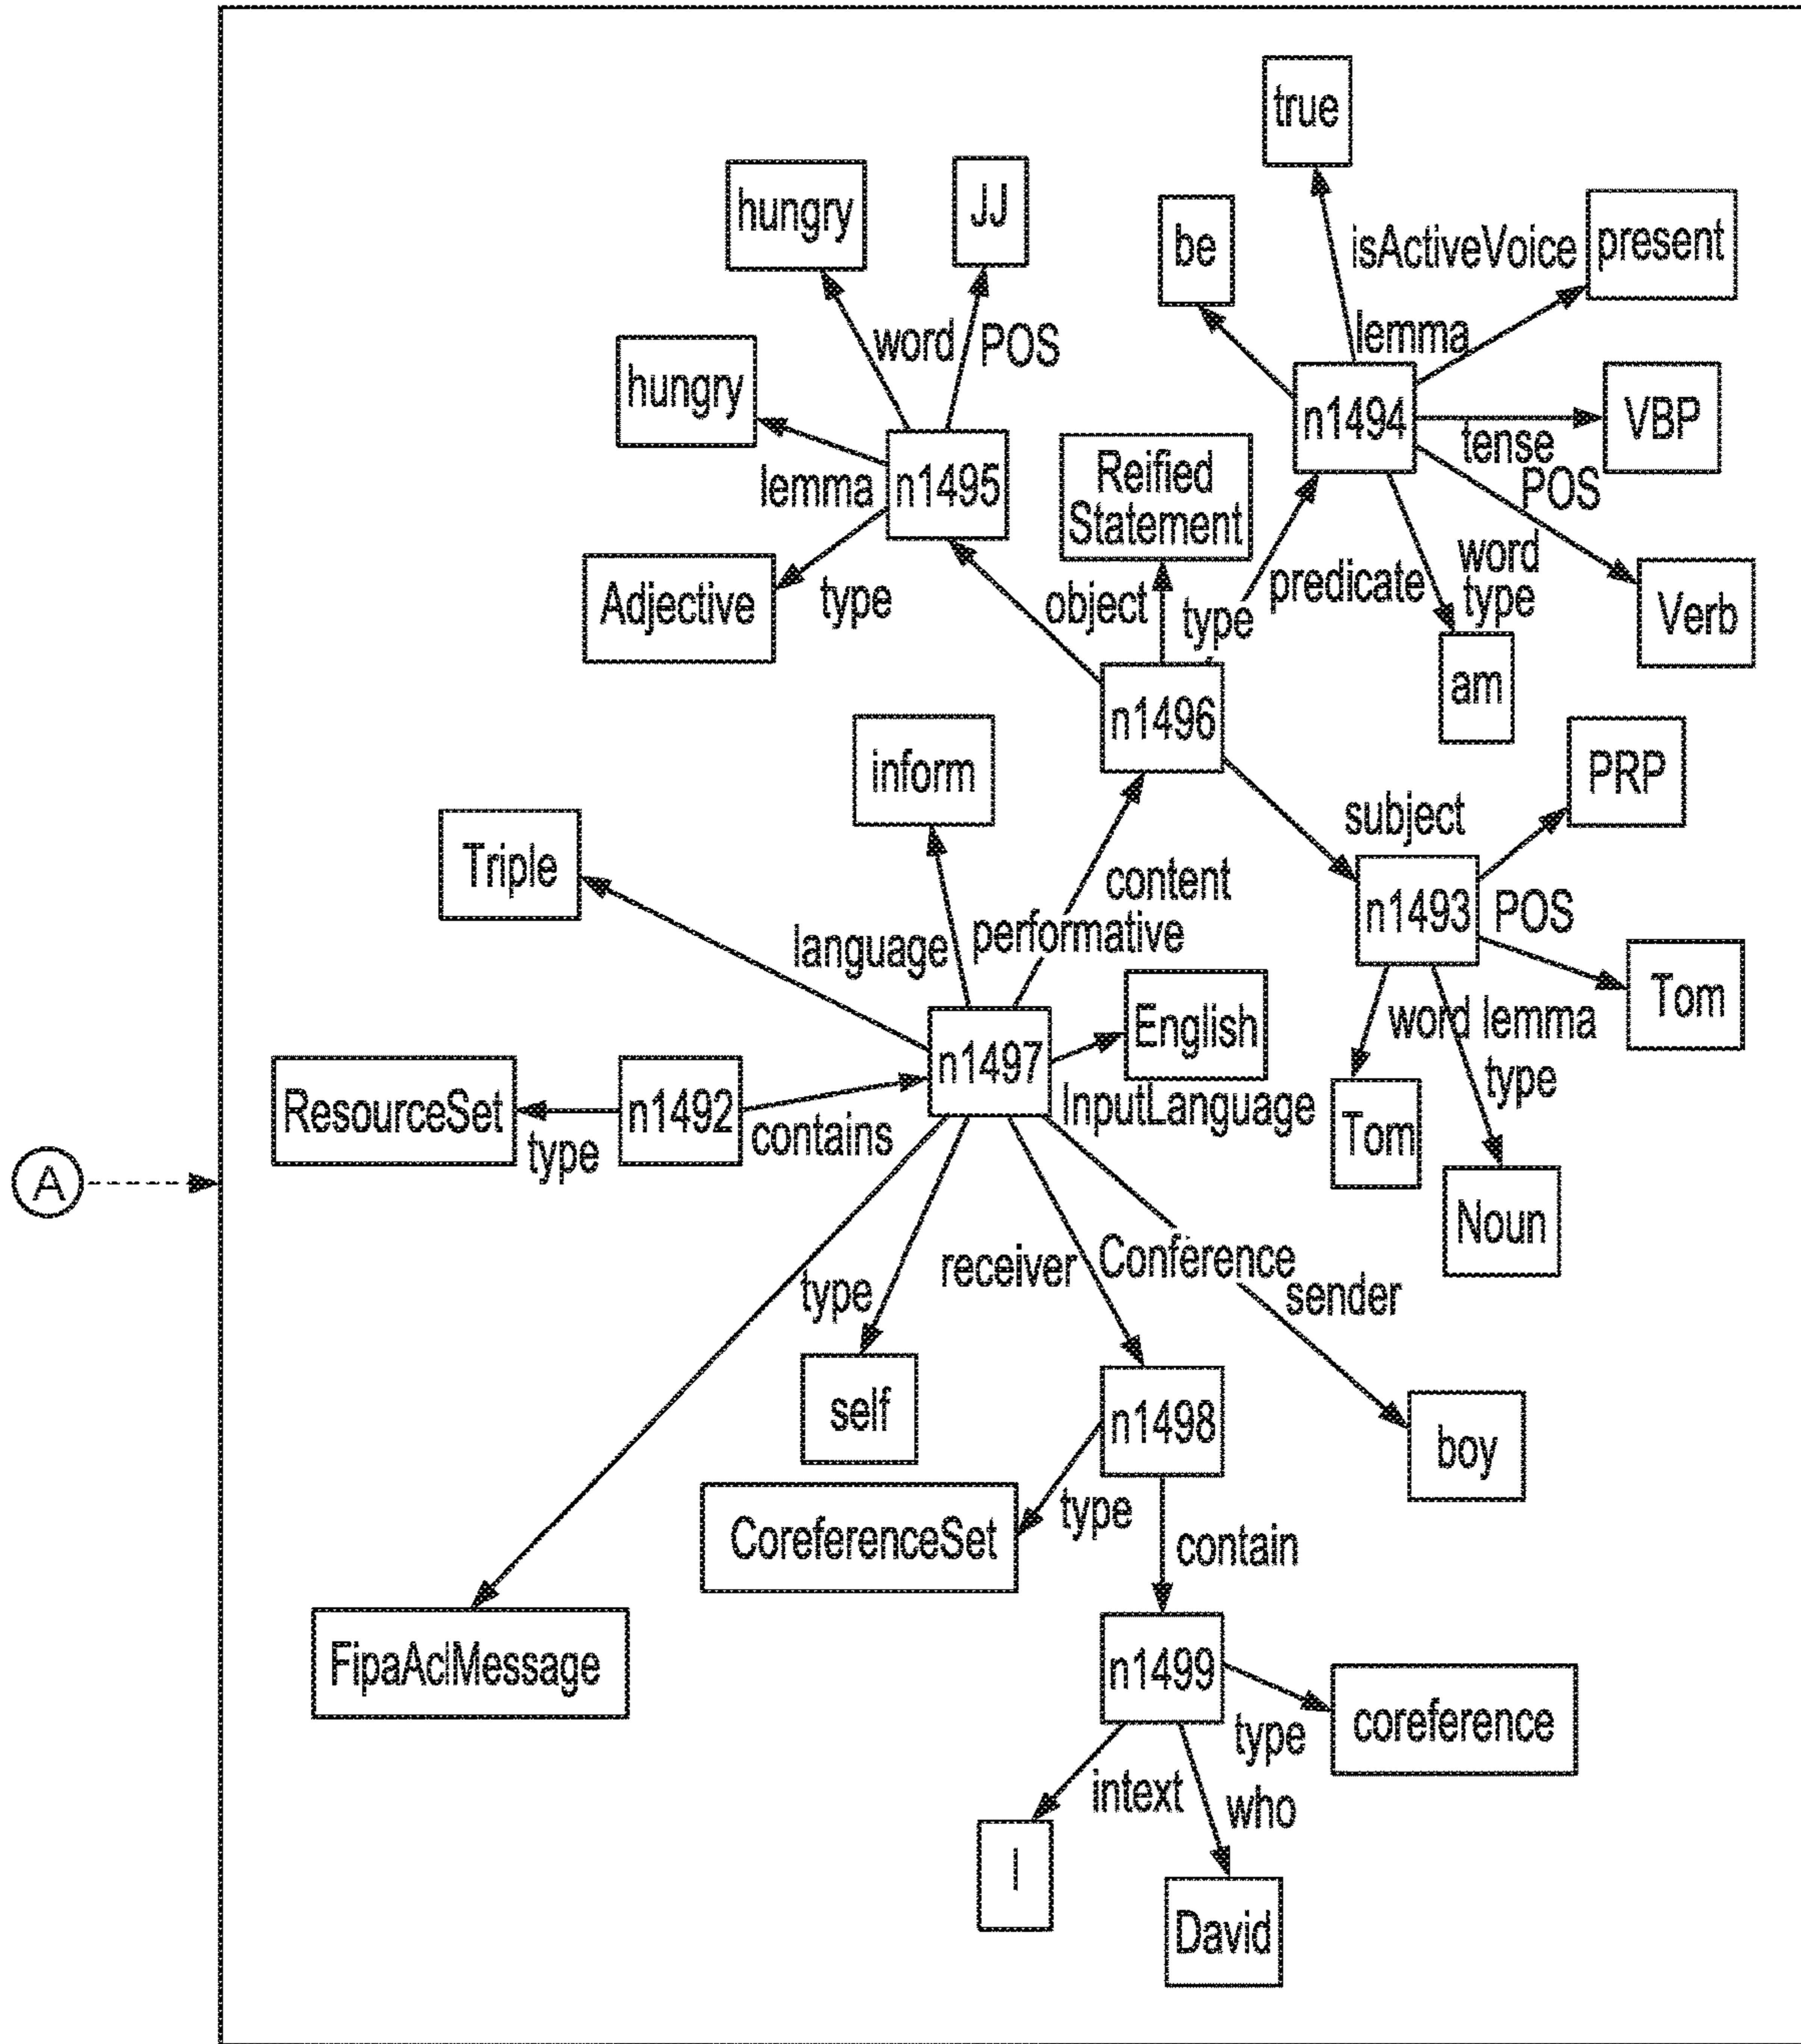 true
hungry
JJ
be
isActiveVoice
present
word
POS
lemma
hungry
n1494
VBP
tense
Reified
Statement
lemma
n1495
POS
Adjective
type
object
type
predicate
word
type
Verb
am
n1496
inform
PRP
subject
Triple
content
n1493
POS
language
performative
Tom
English
word
lemma
n1497
type
ResourceSet
n1492
InputLanguage
Tom
type
contains
A
Noun
receiver
Conference
type
sender
self
n1498
boy
type
CoreferenceSet
contain
FipaAclMessage
n1499
coreference
type
intext
who
I
David